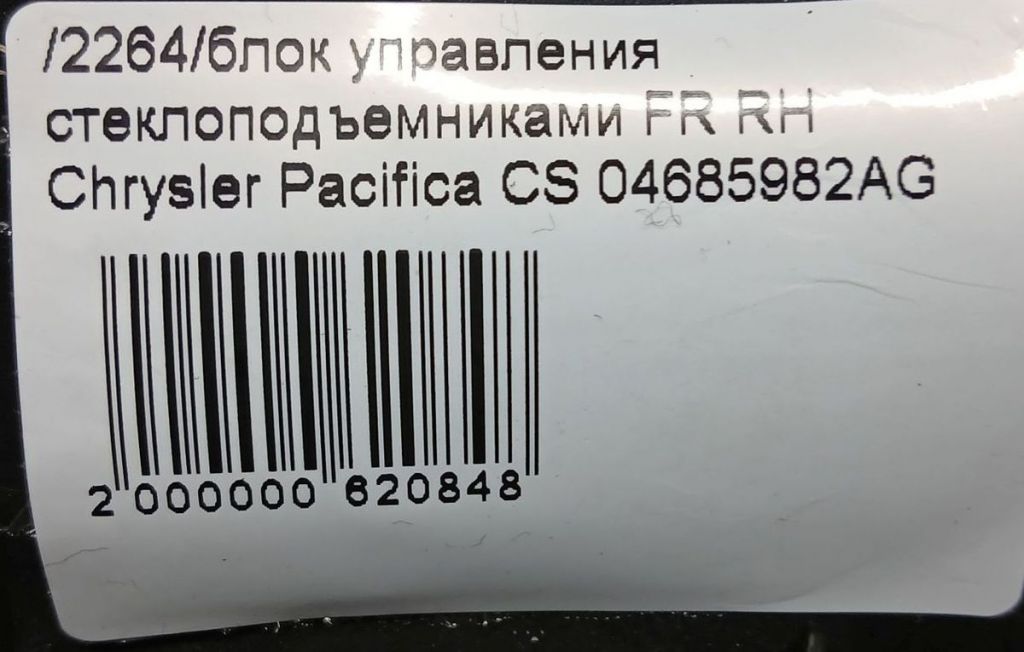 /2264/блок управления
стеклоподъемниками FR RH
Chrysler Pacifica CS 04685982AG
2 000000 620848